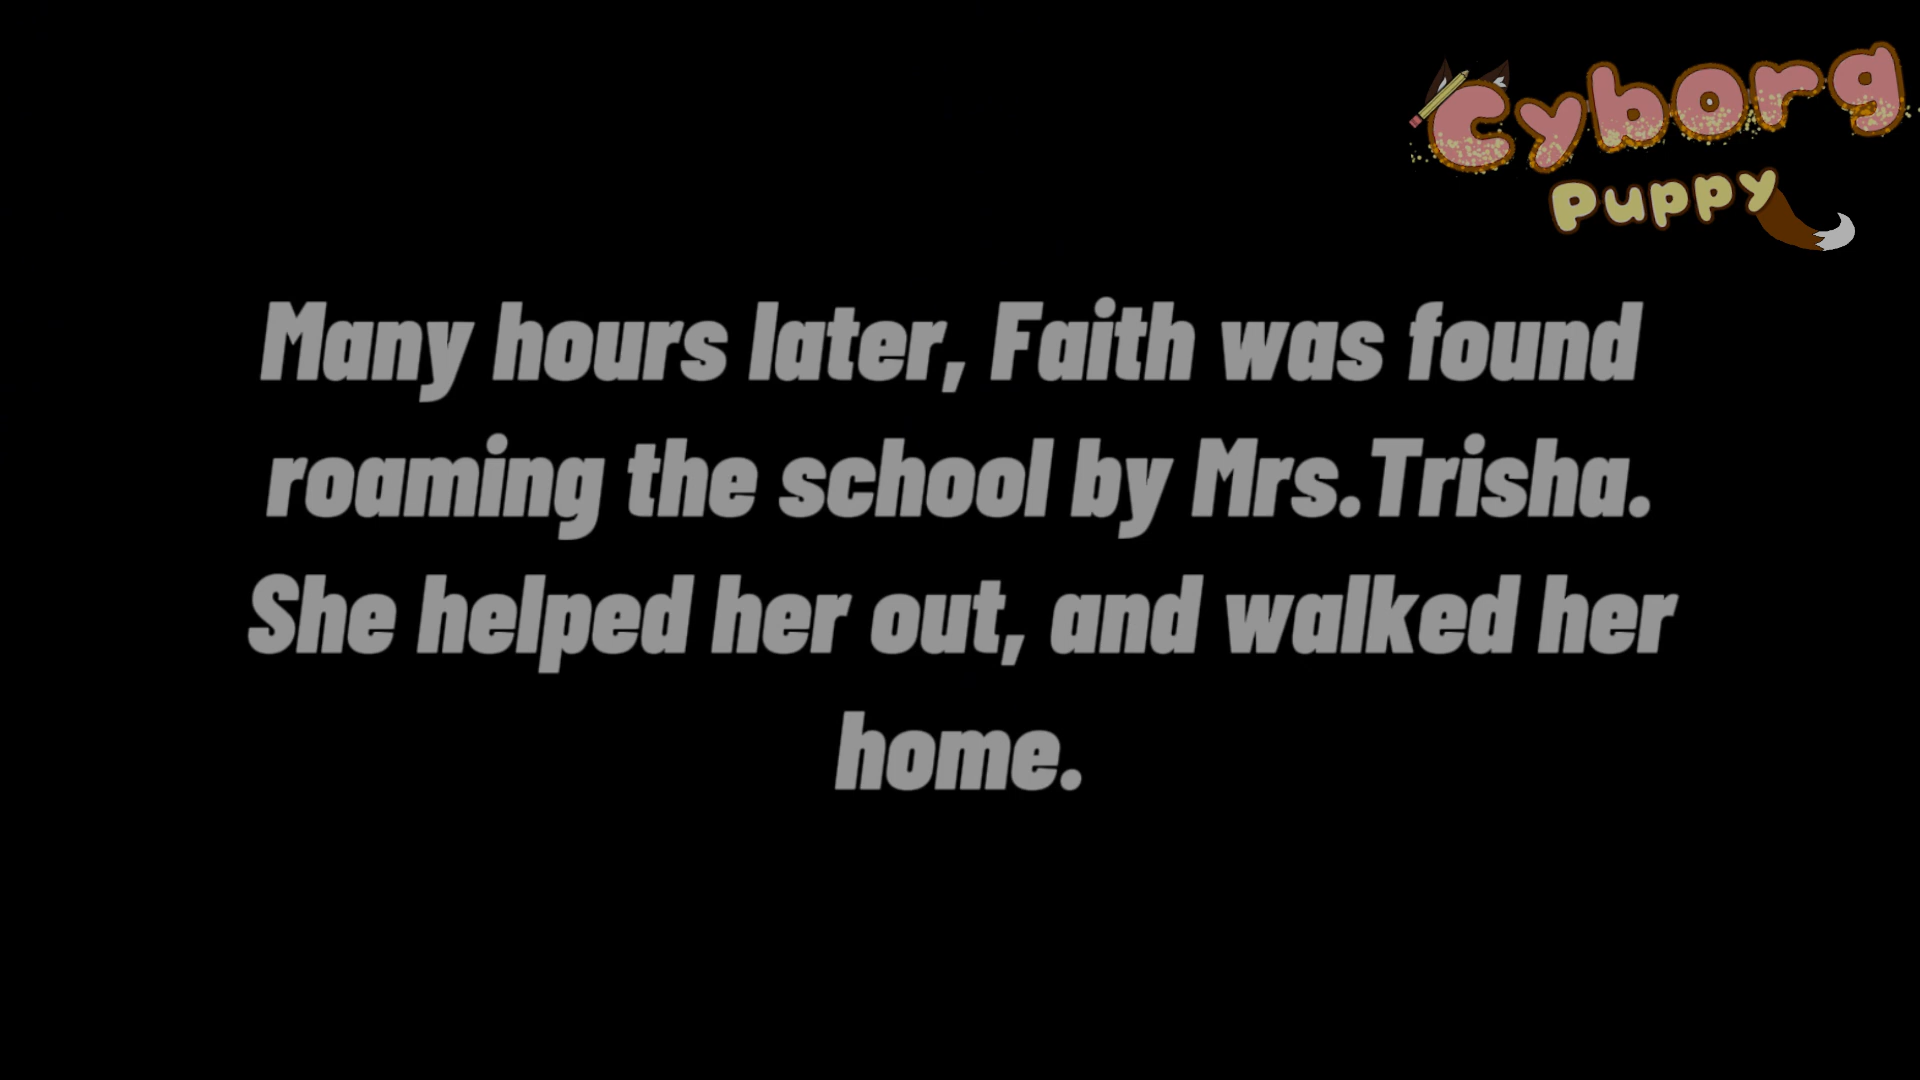 Cyborg
Puppy
Many hours later, Faith was found
roaming the school by Mrs.Trisha.
She helped her out, and walked her
home.